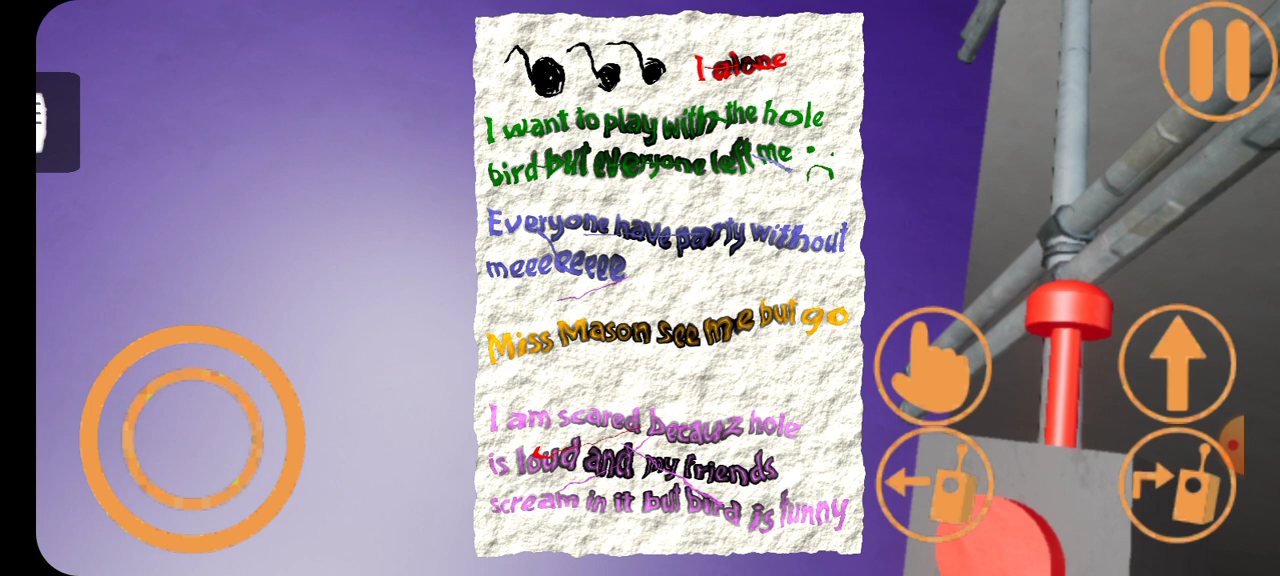 I alone
I want to play with the hole
bird but everyone left me :(
Everyone have party without
meeeeeeee
Miss Mason see me but go
I am scared becauz hole
is loud and my friends
scream in it but bird is funny